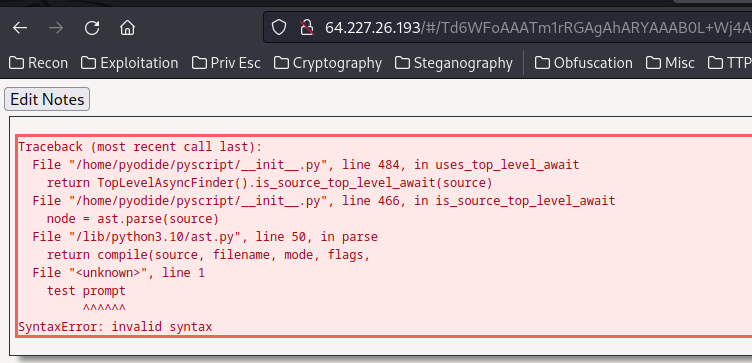 64.227.26.193/#/Td6WFoAAATm1rRGAgAhARYAAAB0L+Wj4A
Recon Exploitation Priv Esc Cryptography Steganography Obfuscation Misc TTP
Edit Notes
Traceback (most recent call last):
  File "/home/pyodide/pyscript/__init__.py", line 484, in uses_top_level_await
    return TopLevelAsyncFinder().is_source_top_level_await(source)
  File "/home/pyodide/pyscript/__init__.py", line 466, in is_source_top_level_await
    node = ast.parse(source)
  File "/lib/python3.10/ast.py", line 50, in parse
    return compile(source, filename, mode, flags,
  File "<unknown>", line 1
    test prompt
         ^^^^^^
SyntaxError: invalid syntax